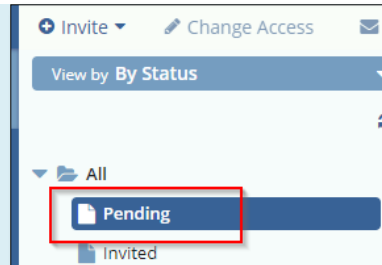 Invite Change Access
View by By Status
All
Pending
Invited